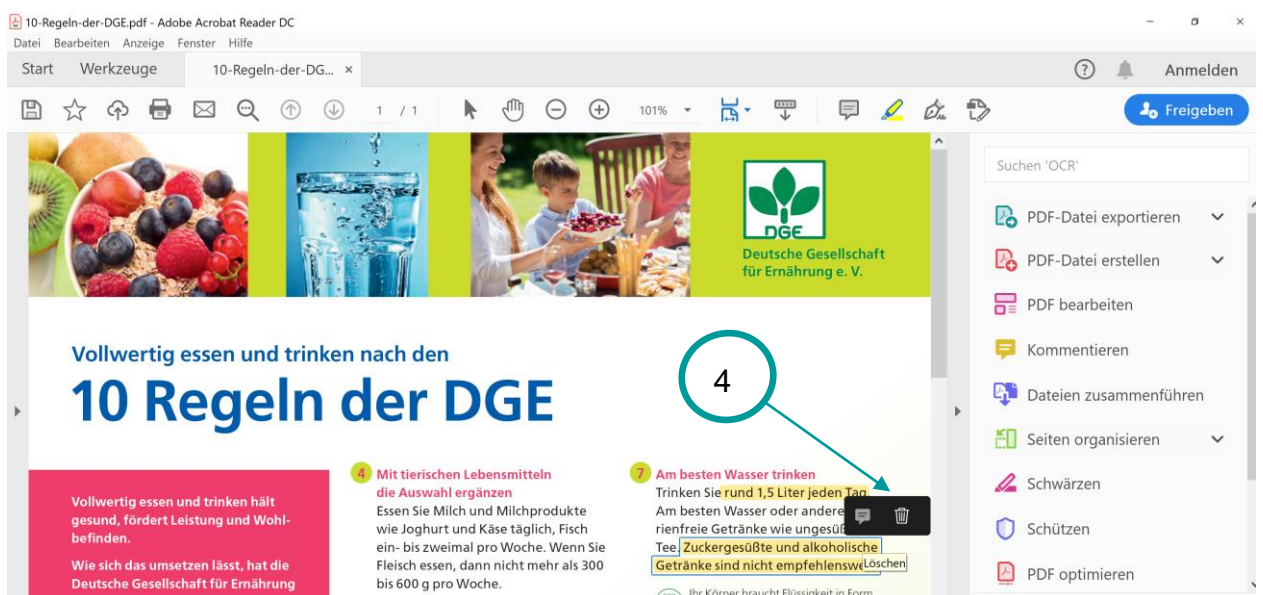 10-Regeln-der-DGE.pdf - Adobe Acrobat Reader DC
Datei Bearbeiten Anzeige Fenster Hilfe
Start Werkzeuge 10-Regeln-der-DG... × Anmelden
1 / 1 101% Freigeben
DGE
Deutsche Gesellschaft
für Ernährung e. V.
Vollwertig essen und trinken nach den
10 Regeln der DGE
4
Vollwertig essen und trinken hält
gesund, fördert Leistung und Wohl-
befinden.
Wie sich das umsetzen lässt, hat die
Deutsche Gesellschaft für Ernährung
4 Mit tierischen Lebensmitteln
die Auswahl ergänzen
Essen Sie Milch und Milchprodukte
wie Joghurt und Käse täglich, Fisch
ein- bis zweimal pro Woche. Wenn Sie
Fleisch essen, dann nicht mehr als 300
bis 600 g pro Woche.
7 Am besten Wasser trinken
Trinken Sie rund 1,5 Liter jeden Tag.
Am besten Wasser oder andere
rienfreie Getränke wie
Tee. Zuckergesüßte und alkoholische
Getränke sind nicht
Löschen
Ihr Körper braucht Flüssigkeit in Form
Suchen 'OCR'
PDF-Datei exportieren
PDF-Datei erstellen
PDF bearbeiten
Kommentieren
Dateien zusammenführen
Seiten organisieren
Schwärzen
Schützen
PDF optimieren